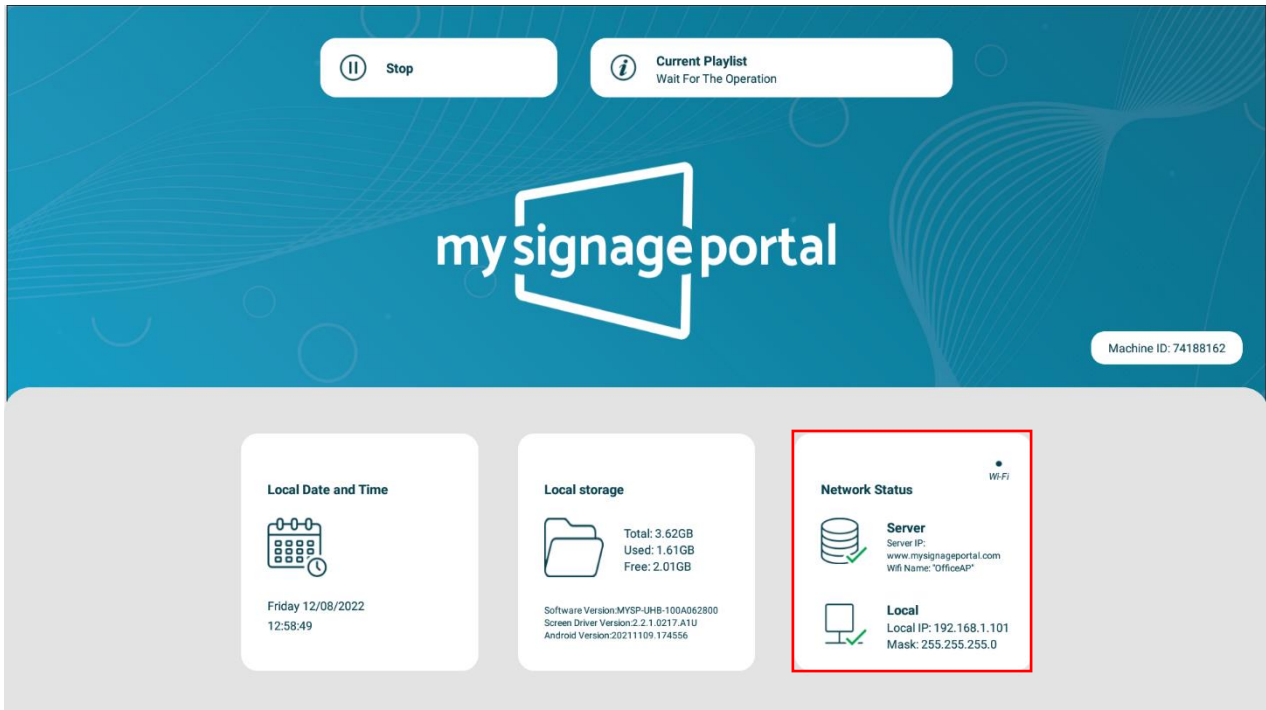 Stop
Current Playlist
Wait For The Operation
my signage portal
Machine ID: 74188162
Local Date and Time
Friday 12/08/2022
12:58:49
Local storage
Total: 3.62GB
Used: 1.61GB
Free: 2.01GB
Software Version:MYSP-UHB-100A062800
Screen Driver Version:2.2.1.0217.A1U
Android Version:20211109.174556
Wi-Fi
Network Status
Server
Server IP:
www.mysignageportal.com
Wifi Name: "OfficeAP"
Local
Local IP: 192.168.1.101
Mask: 255.255.255.0